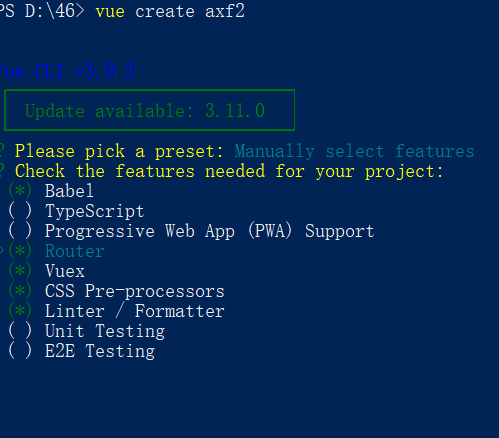 PS D:\46> vue create axf2
Vue CLI v3.9.3
Update available: 3.11.0
? Please pick a preset: Manually select features
? Check the features needed for your project:
(*) Babel
( ) TypeScript
( ) Progressive Web App (PWA) Support
>(*) Router
(*) Vuex
(*) CSS Pre-processors
(*) Linter / Formatter
( ) Unit Testing
( ) E2E Testing